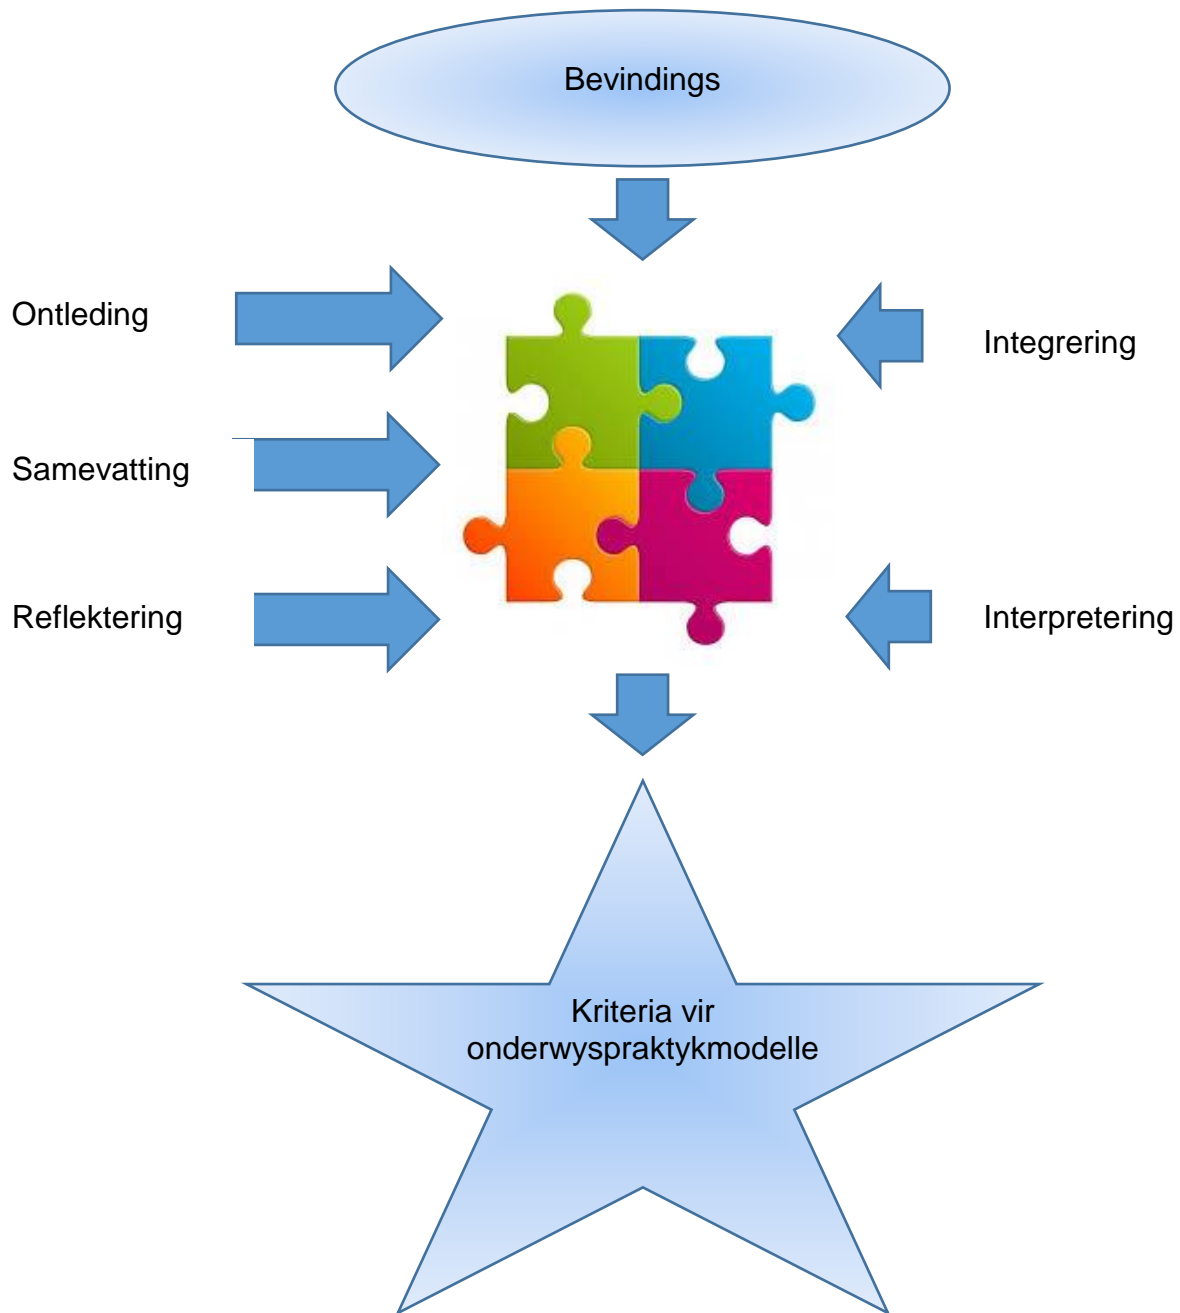 Bevindings
Ontleding
Integrering
Samevatting
Reflektering
Interpretering
Kriteria vir
onderwyspraktykmodelle